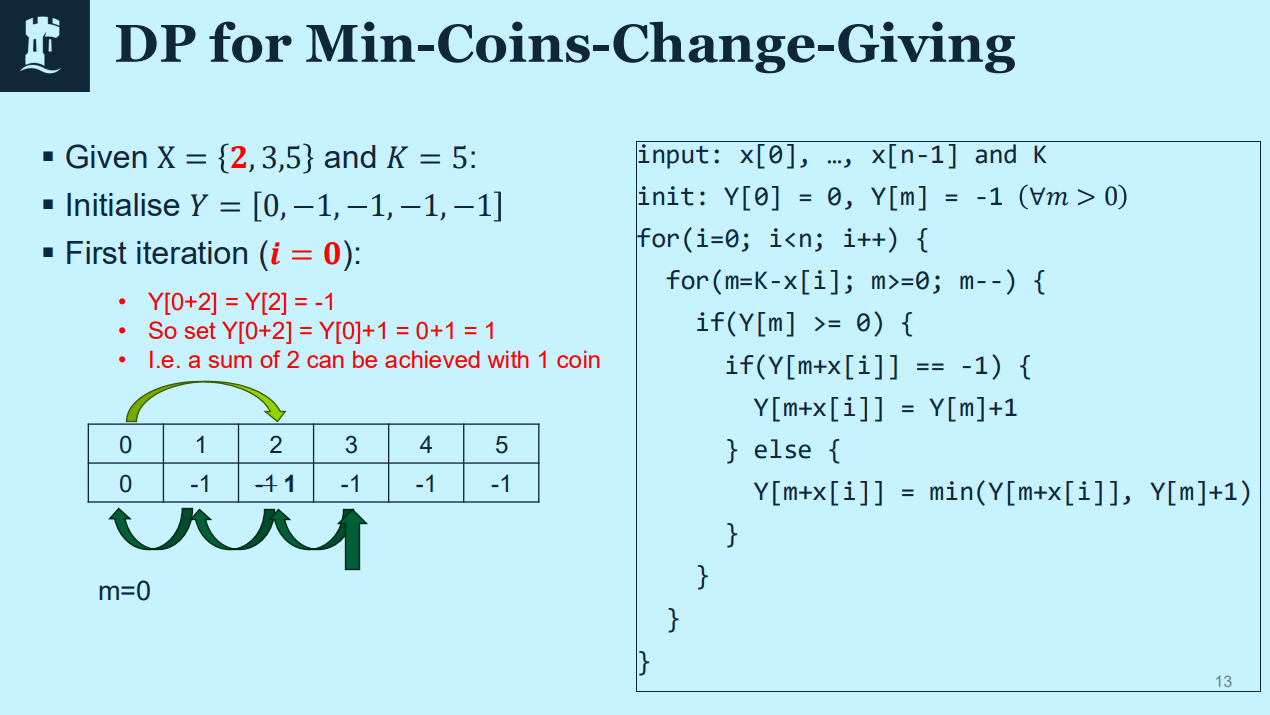 DP for Min-Coins-Change-Giving
▪ Given X = {2, 3,5} and K = 5:
▪ Initialise Y = [0, −1, −1, −1, −1]
▪ First iteration (i = 0):
• Y[0+2] = Y[2] = -1
• So set Y[0+2] = Y[0]+1 = 0+1 = 1
• I.e. a sum of 2 can be achieved with 1 coin
0 1 2 3 4 5
0 -1 -1 1 -1 -1 -1
m=0
input: x[0], …, x[n-1] and K
init: Y[0] = 0, Y[m] = -1 (∀m > 0)
for(i=0; i<n; i++) {
for(m=K-x[i]; m>=0; m--) {
if(Y[m] >= 0) {
if(Y[m+x[i]] == -1) {
Y[m+x[i]] = Y[m]+1
} else {
Y[m+x[i]] = min(Y[m+x[i]], Y[m]+1)
}
}
}
}
13